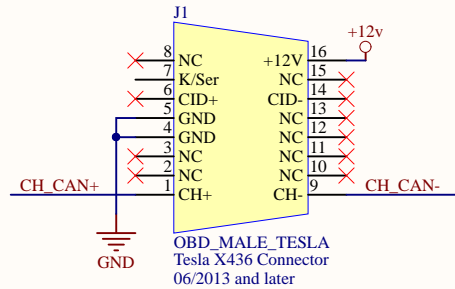 J1
+12v
8 NC +12V 16
7 K/Ser NC 15
6 CID+ CID- 14
5 GND NC 13
4 GND NC 12
3 NC NC 11
2 NC NC 10
CH_CAN+ 1 CH+ CH- 9 CH_CAN-
GND
OBD_MALE_TESLA
Tesla X436 Connector
06/2013 and later